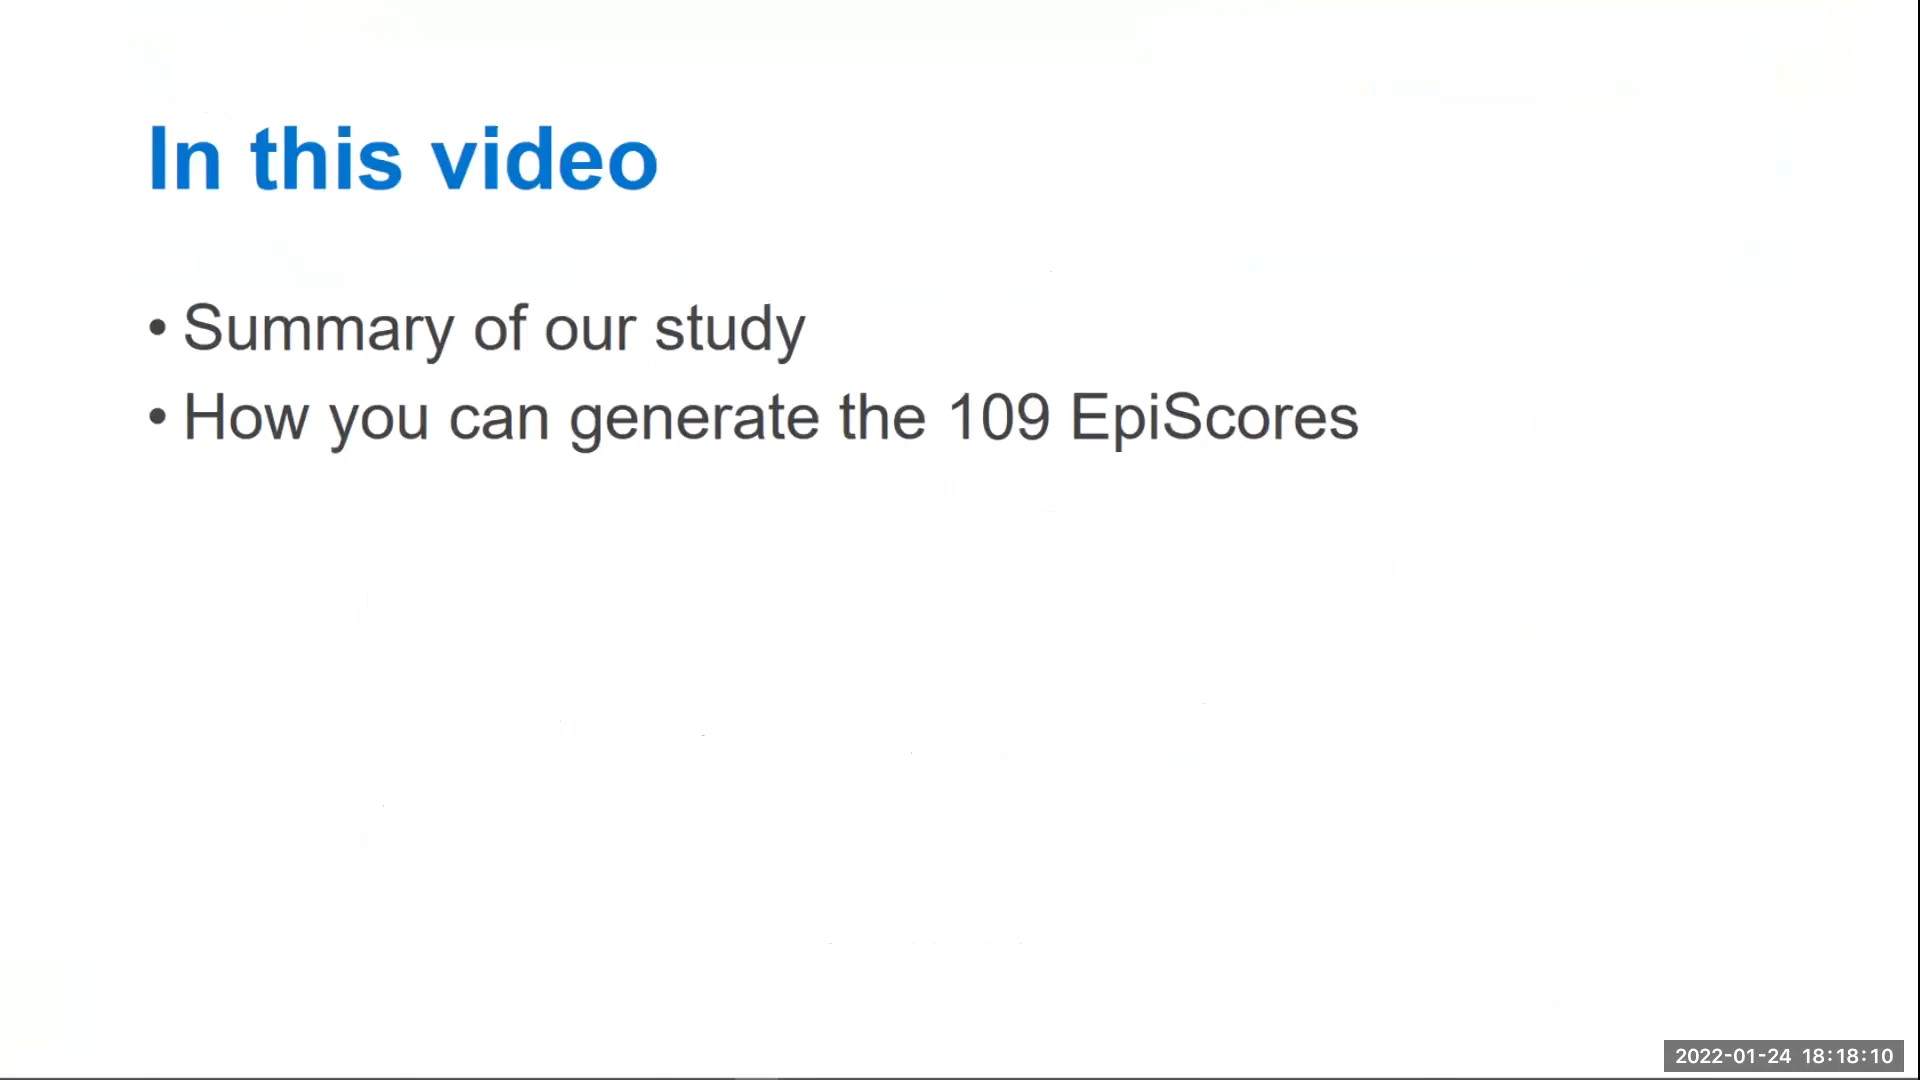 In this video
• Summary of our study
• How you can generate the 109 EpiScores
2022-01-24 18:18:10